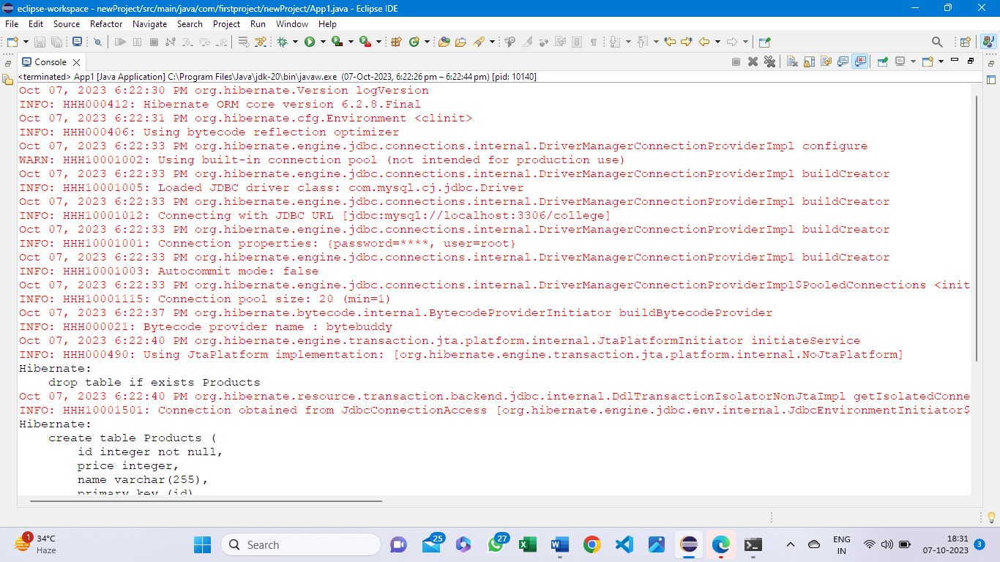 eclipse-workspace - newProject/src/main/java/com/firstproject/newProject/App1.java - Eclipse IDE
File Edit Source Refactor Navigate Search Project Run Window Help
Console
<terminated> App1 [Java Application] C:\Program Files\Java\jdk-20\bin\javaw.exe (07-Oct-2023, 6:22:26 pm – 6:22:44 pm) [pid: 10140]
Oct 07, 2023 6:22:30 PM org.hibernate.Version logVersion
INFO: HHH000412: Hibernate ORM core version 6.2.8.Final
Oct 07, 2023 6:22:31 PM org.hibernate.cfg.Environment <clinit>
INFO: HHH000406: Using bytecode reflection optimizer
Oct 07, 2023 6:22:33 PM org.hibernate.engine.jdbc.connections.internal.DriverManagerConnectionProviderImpl configure
WARN: HHH10001002: Using built-in connection pool (not intended for production use)
Oct 07, 2023 6:22:33 PM org.hibernate.engine.jdbc.connections.internal.DriverManagerConnectionProviderImpl buildCreator
INFO: HHH10001005: Loaded JDBC driver class: com.mysql.cj.jdbc.Driver
Oct 07, 2023 6:22:33 PM org.hibernate.engine.jdbc.connections.internal.DriverManagerConnectionProviderImpl buildCreator
INFO: HHH10001012: Connecting with JDBC URL [jdbc:mysql://localhost:3306/college]
Oct 07, 2023 6:22:33 PM org.hibernate.engine.jdbc.connections.internal.DriverManagerConnectionProviderImpl buildCreator
INFO: HHH10001001: Connection properties: {password=****, user=root}
Oct 07, 2023 6:22:33 PM org.hibernate.engine.jdbc.connections.internal.DriverManagerConnectionProviderImpl buildCreator
INFO: HHH10001003: Autocommit mode: false
Oct 07, 2023 6:22:33 PM org.hibernate.engine.jdbc.connections.internal.DriverManagerConnectionProviderImpl$PooledConnections <init
INFO: HHH10001115: Connection pool size: 20 (min=1)
Oct 07, 2023 6:22:37 PM org.hibernate.bytecode.internal.BytecodeProviderInitiator buildBytecodeProvider
INFO: HHH000021: Bytecode provider name : bytebuddy
Oct 07, 2023 6:22:40 PM org.hibernate.engine.transaction.jta.platform.internal.JtaPlatformInitiator initiateService
INFO: HHH000490: Using JtaPlatform implementation: [org.hibernate.engine.transaction.jta.platform.internal.NoJtaPlatform]
Hibernate:
drop table if exists Products
Oct 07, 2023 6:22:40 PM org.hibernate.resource.transaction.backend.jdbc.internal.DdlTransactionIsolatorNonJtaImpl getIsolatedConne
INFO: HHH10001501: Connection obtained from JdbcConnectionAccess [org.hibernate.engine.jdbc.env.internal.JdbcEnvironmentInitiator$
Hibernate:
create table Products (
id integer not null,
price integer,
name varchar(255),
primary key (id)
1
34°C
Haze
Search
25
27
ENG
IN
18:31
07-10-2023
3